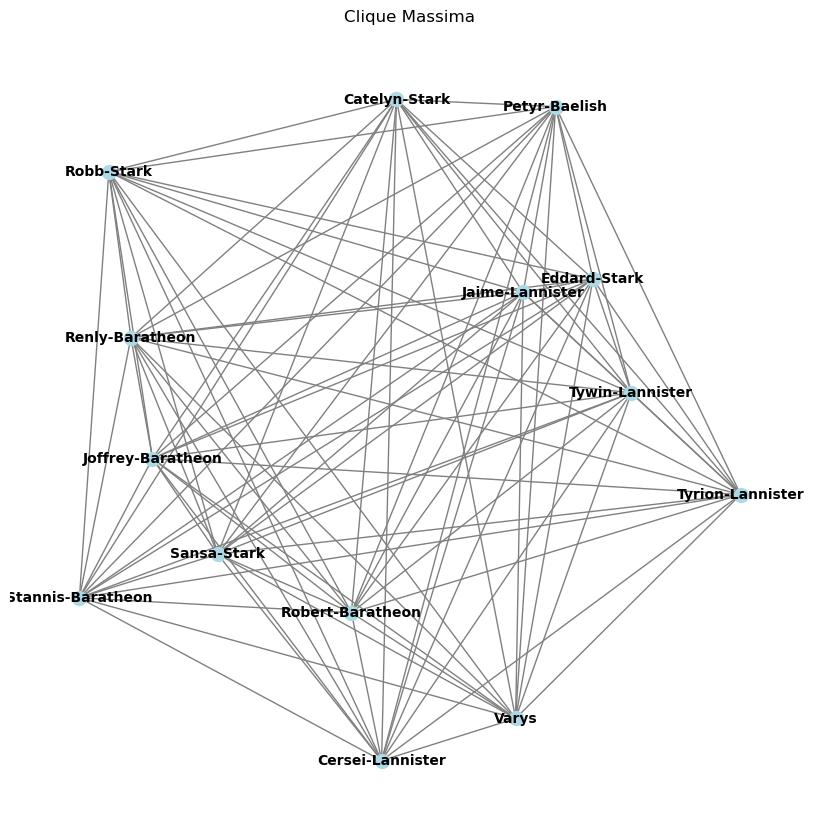 Clique Massima
Catelyn-Stark
Petyr-Baelish
Robb-Stark
Eddard-Stark
Jaime-Lannister
Renly-Baratheon
Tywin-Lannister
Joffrey-Baratheon
Tyrion-Lannister
Sansa-Stark
Stannis-Baratheon
Robert-Baratheon
Varys
Cersei-Lannister